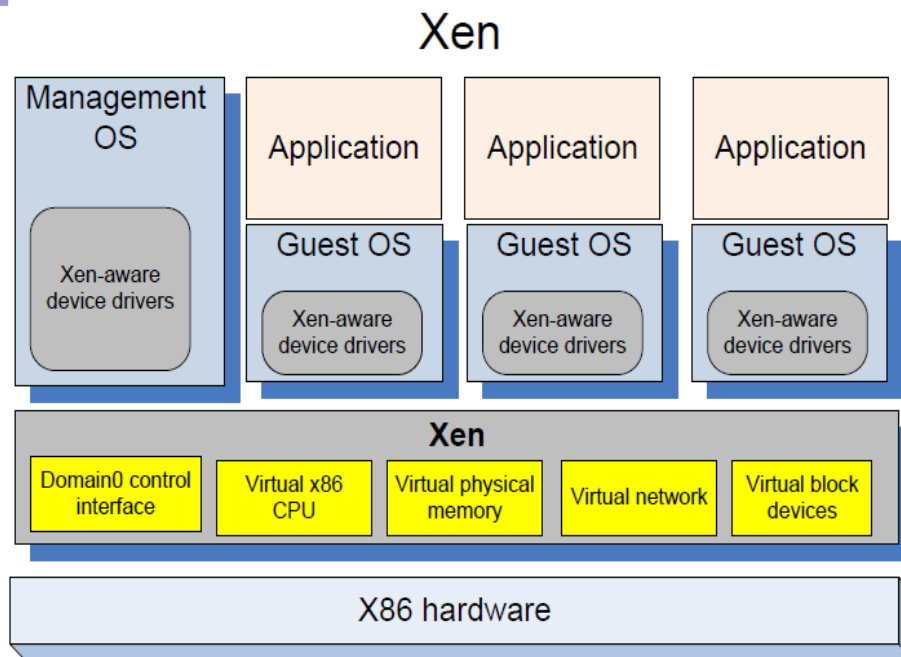 Xen
Management
OS
Xen-aware
device drivers
Application
Application
Application
Guest OS
Xen-aware
device drivers
Guest OS
Xen-aware
device drivers
Guest OS
Xen-aware
device drivers
Xen
Domain0 control
interface
Virtual x86
CPU
Virtual physical
memory
Virtual network
Virtual block
devices
X86 hardware